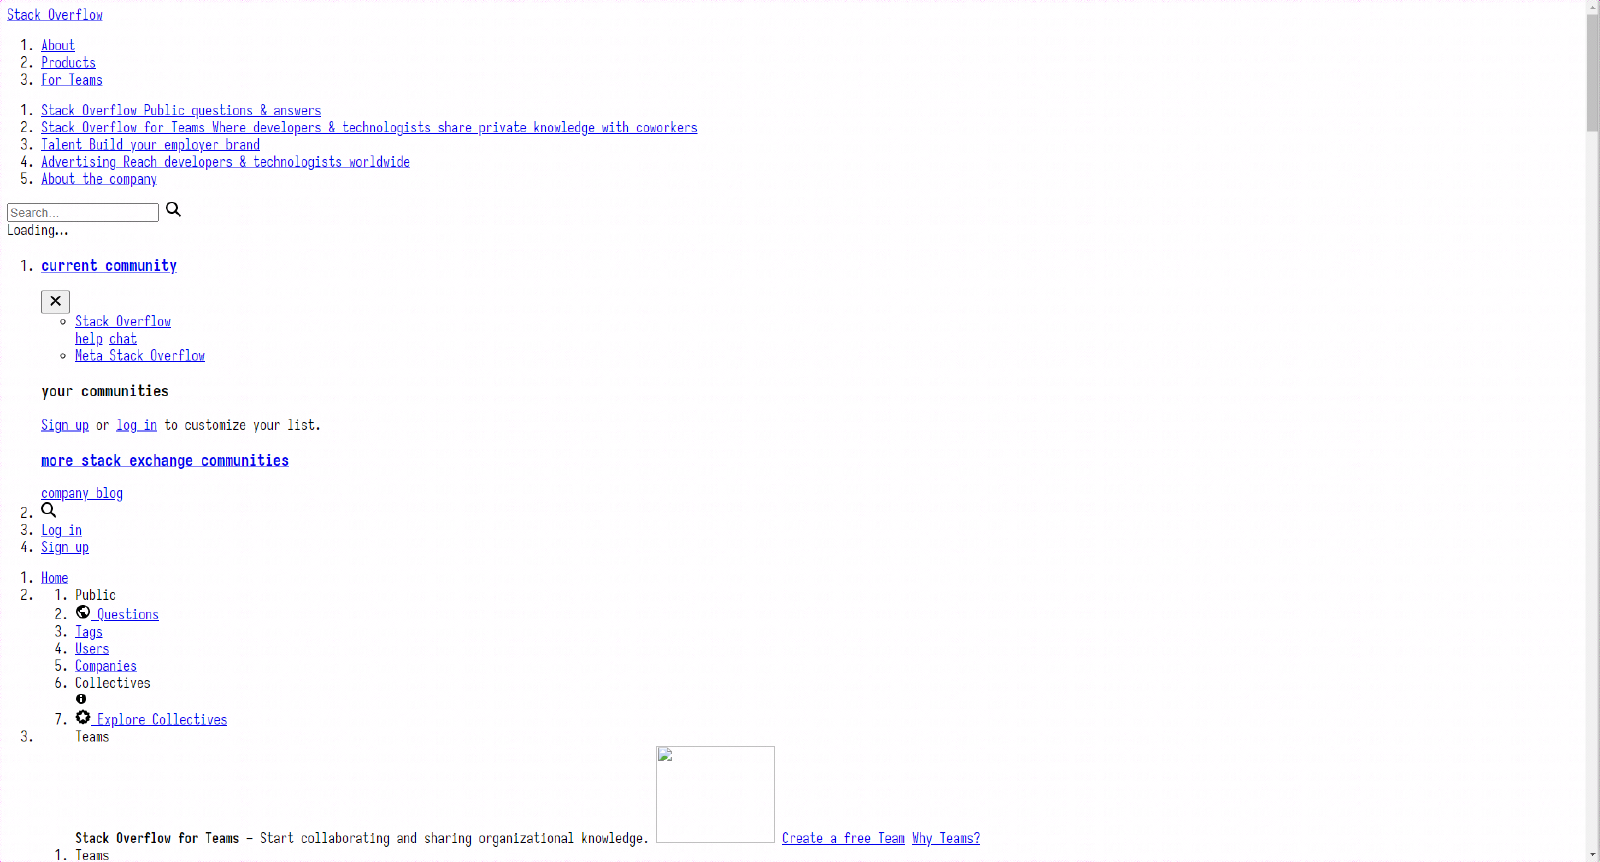 Stack Overflow
1. About
2. Products
3. For Teams
1. Stack Overflow Public questions & answers
2. Stack Overflow for Teams Where developers & technologists share private knowledge with coworkers
3. Talent Build your employer brand
4. Advertising Reach developers & technologists worldwide
5. About the company
Search...
Loading...
1. current community
Stack Overflow
help chat
Meta Stack Overflow
your communities
Sign up or log in to customize your list.
more stack exchange communities
company blog
2.
3. Log in
4. Sign up
1. Home
2. 1. Public
2. Questions
3. Tags
4. Users
5. Companies
6. Collectives
7. Explore Collectives
3. Teams
Stack Overflow for Teams – Start collaborating and sharing organizational knowledge. Create a free Team Why Teams?
1. Teams